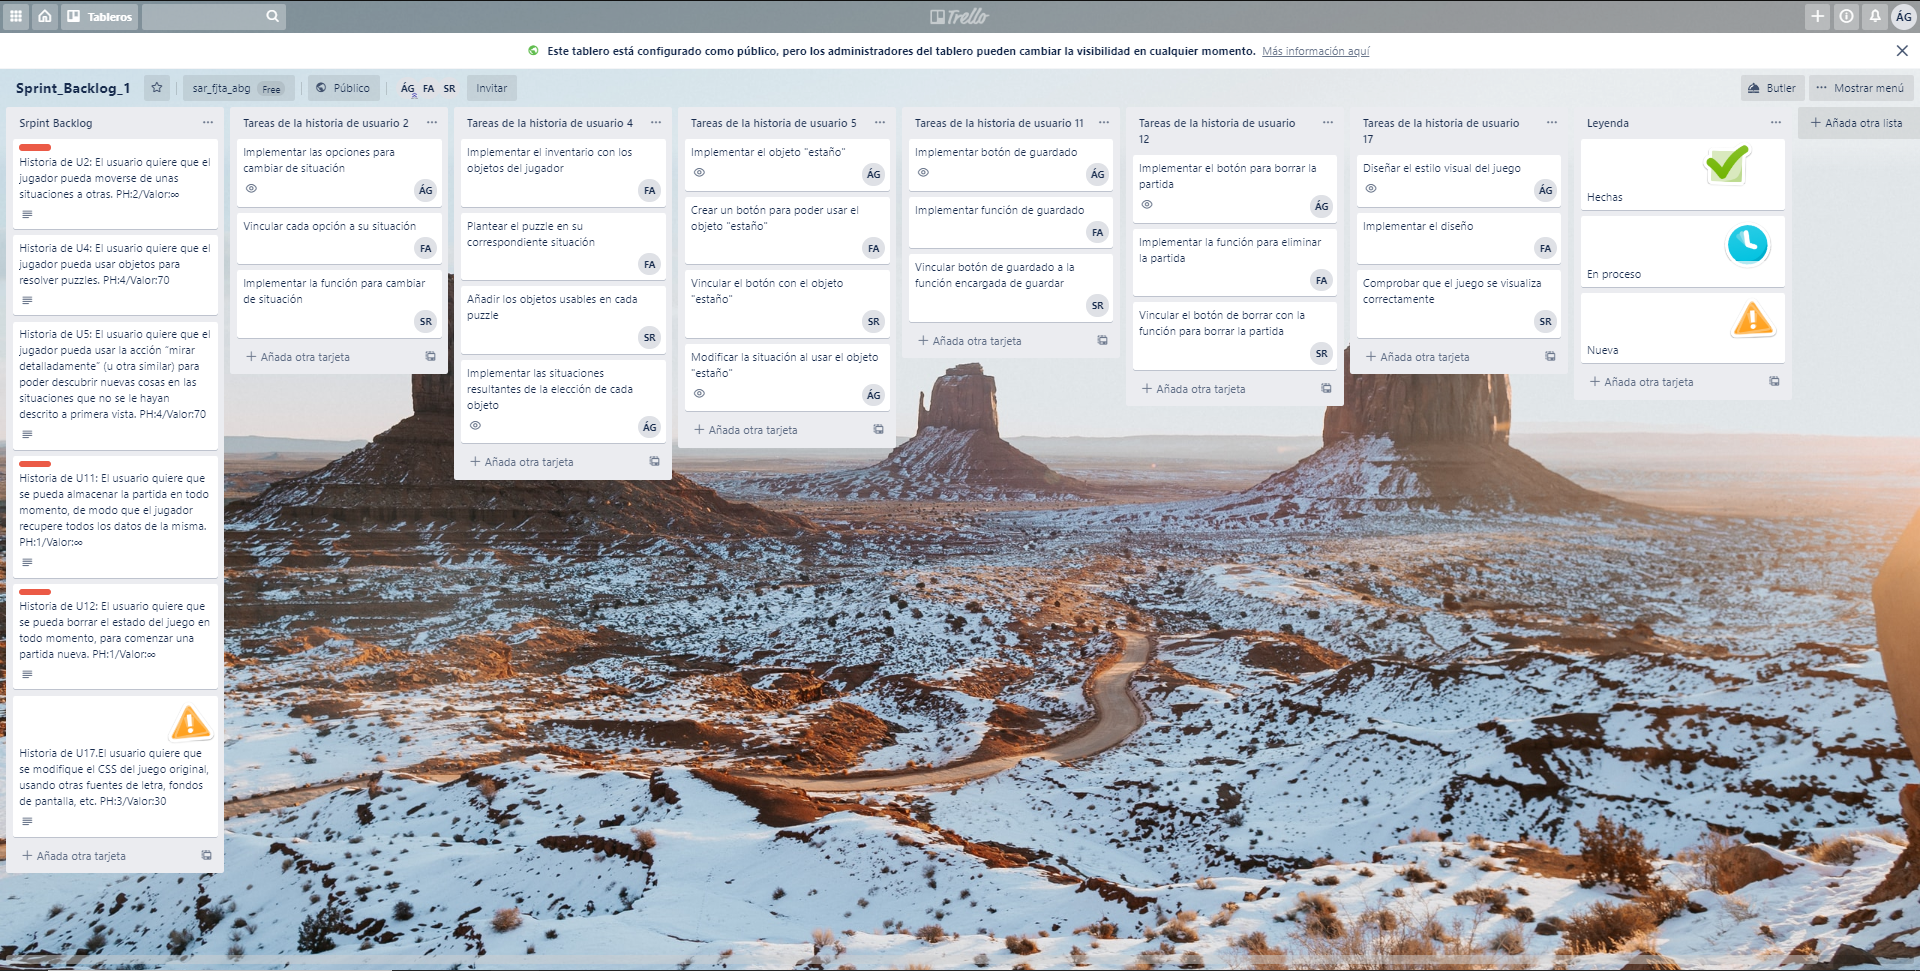 Tableros
Trello
ÁG
Este tablero está configurado como público, pero los administradores del tablero pueden cambiar la visibilidad en cualquier momento. Más información aquí
Sprint_Backlog_1
sar_fjta_abg Free
Público
ÁG FA SR
Invitar
Butler
Mostrar menú
Srpint Backlog
Historia de U2: El usuario quiere que el
jugador pueda moverse de unas
situaciones a otras. PH:2/Valor:∞
Historia de U4: El usuario quiere que el
jugador pueda usar objetos para
resolver puzzles. PH:4/Valor:70
Historia de U5: El usuario quiere que el
jugador pueda usar la acción "mirar
detalladamente" (u otra similar) para
poder descubrir nuevas cosas en las
situaciones que no se le hayan
descrito a primera vista. PH:4/Valor:70
Historia de U11: El usuario quiere que
se pueda almacenar la partida en todo
momento, de modo que el jugador
recupere todos los datos de la misma.
PH:1/Valor:∞
Historia de U12: El usuario quiere que
se pueda borrar el estado del juego en
todo momento, para comenzar una
partida nueva. PH:1/Valor:∞
Historia de U17.El usuario quiere que
se modifique el CSS del juego original,
usando otras fuentes de letra, fondos
de pantalla, etc. PH:3/Valor:30
Añada otra tarjeta
Tareas de la historia de usuario 2
Implementar las opciones para
cambiar de situación
ÁG
Vincular cada opción a su situación
FA
Implementar la función para cambiar
de situación
SR
Añada otra tarjeta
Tareas de la historia de usuario 4
Implementar el inventario con los
objetos del jugador
FA
Plantear el puzzle en su
correspondiente situación
FA
Añadir los objetos usables en cada
puzzle
SR
Implementar las situaciones
resultantes de la elección de cada
objeto
ÁG
Añada otra tarjeta
Tareas de la historia de usuario 5
Implementar el objeto "estaño"
ÁG
Crear un botón para poder usar el
objeto "estaño"
FA
Vincular el botón con el objeto
"estaño"
SR
Modificar la situación al usar el objeto
"estaño"
ÁG
Añada otra tarjeta
Tareas de la historia de usuario 11
Implementar botón de guardado
ÁG
Implementar función de guardado
FA
Vincular botón de guardado a la
función encargada de guardar
SR
Añada otra tarjeta
Tareas de la historia de usuario
12
Implementar el botón para borrar la
partida
ÁG
Implementar la función para eliminar
la partida
FA
Vincular el botón de borrar con la
función para borrar la partida
SR
Añada otra tarjeta
Tareas de la historia de usuario
17
Diseñar el estilo visual del juego
ÁG
Implementar el diseño
FA
Comprobar que el juego se visualiza
correctamente
SR
Añada otra tarjeta
Leyenda
Hechas
En proceso
Nueva
Añada otra tarjeta
Añada otra lista